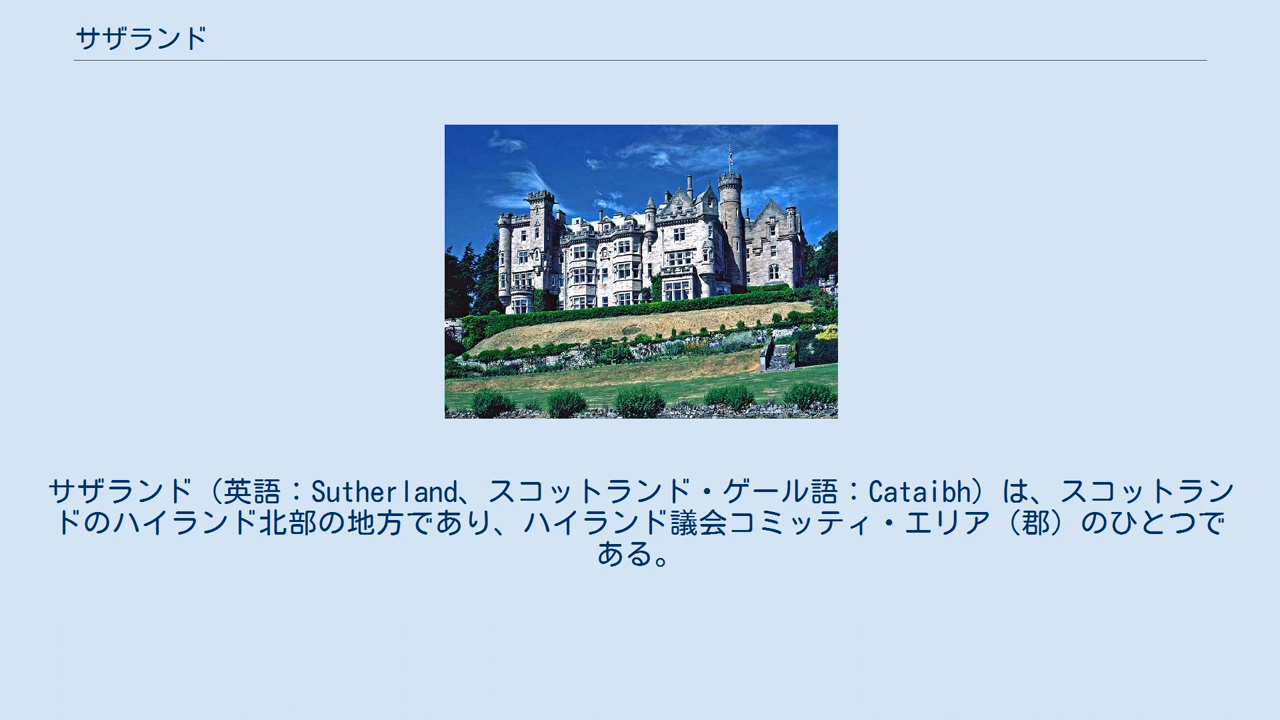 サザランド
サザランド（英語：Sutherland、スコットランド・ゲール語：Cataibh）は、スコットラン
ドのハイランド北部の地方であり、ハイランド議会コミッティ・エリア（郡）のひとつで
ある。